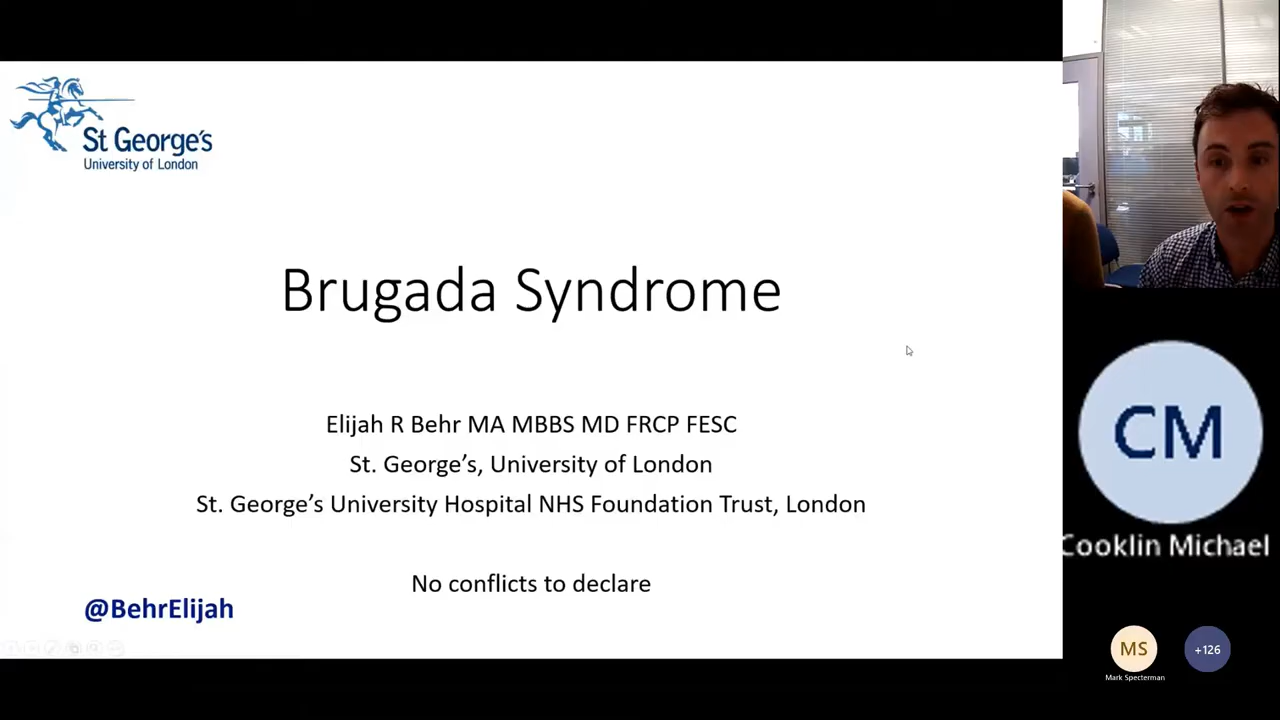 St George's
University of London
Brugada Syndrome
Elijah R Behr MA MBBS MD FRCP FESC
St. George’s, University of London
St. George’s University Hospital NHS Foundation Trust, London
No conflicts to declare
@BehrElijah
CM
Cooklin Michael
MS
Mark Specterman
+126